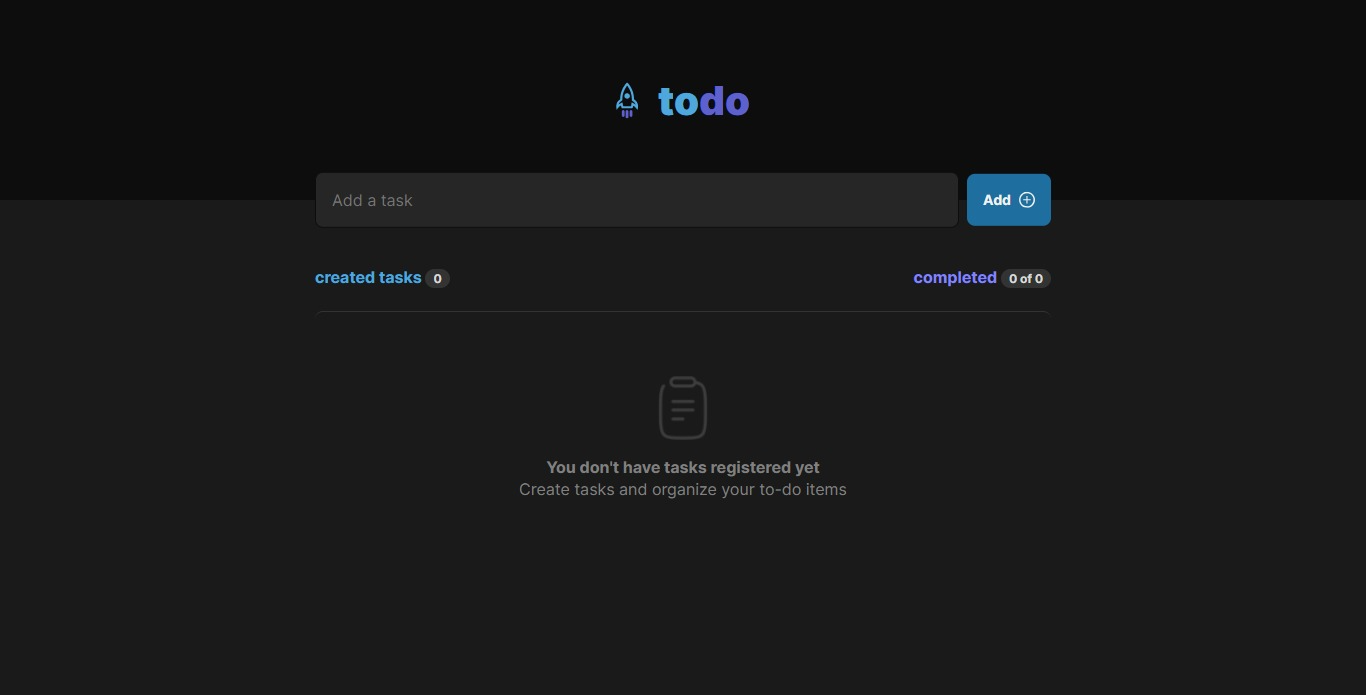 todo
Add a task
Add
created tasks 0
completed 0 of 0
You don't have tasks registered yet
Create tasks and organize your to-do items